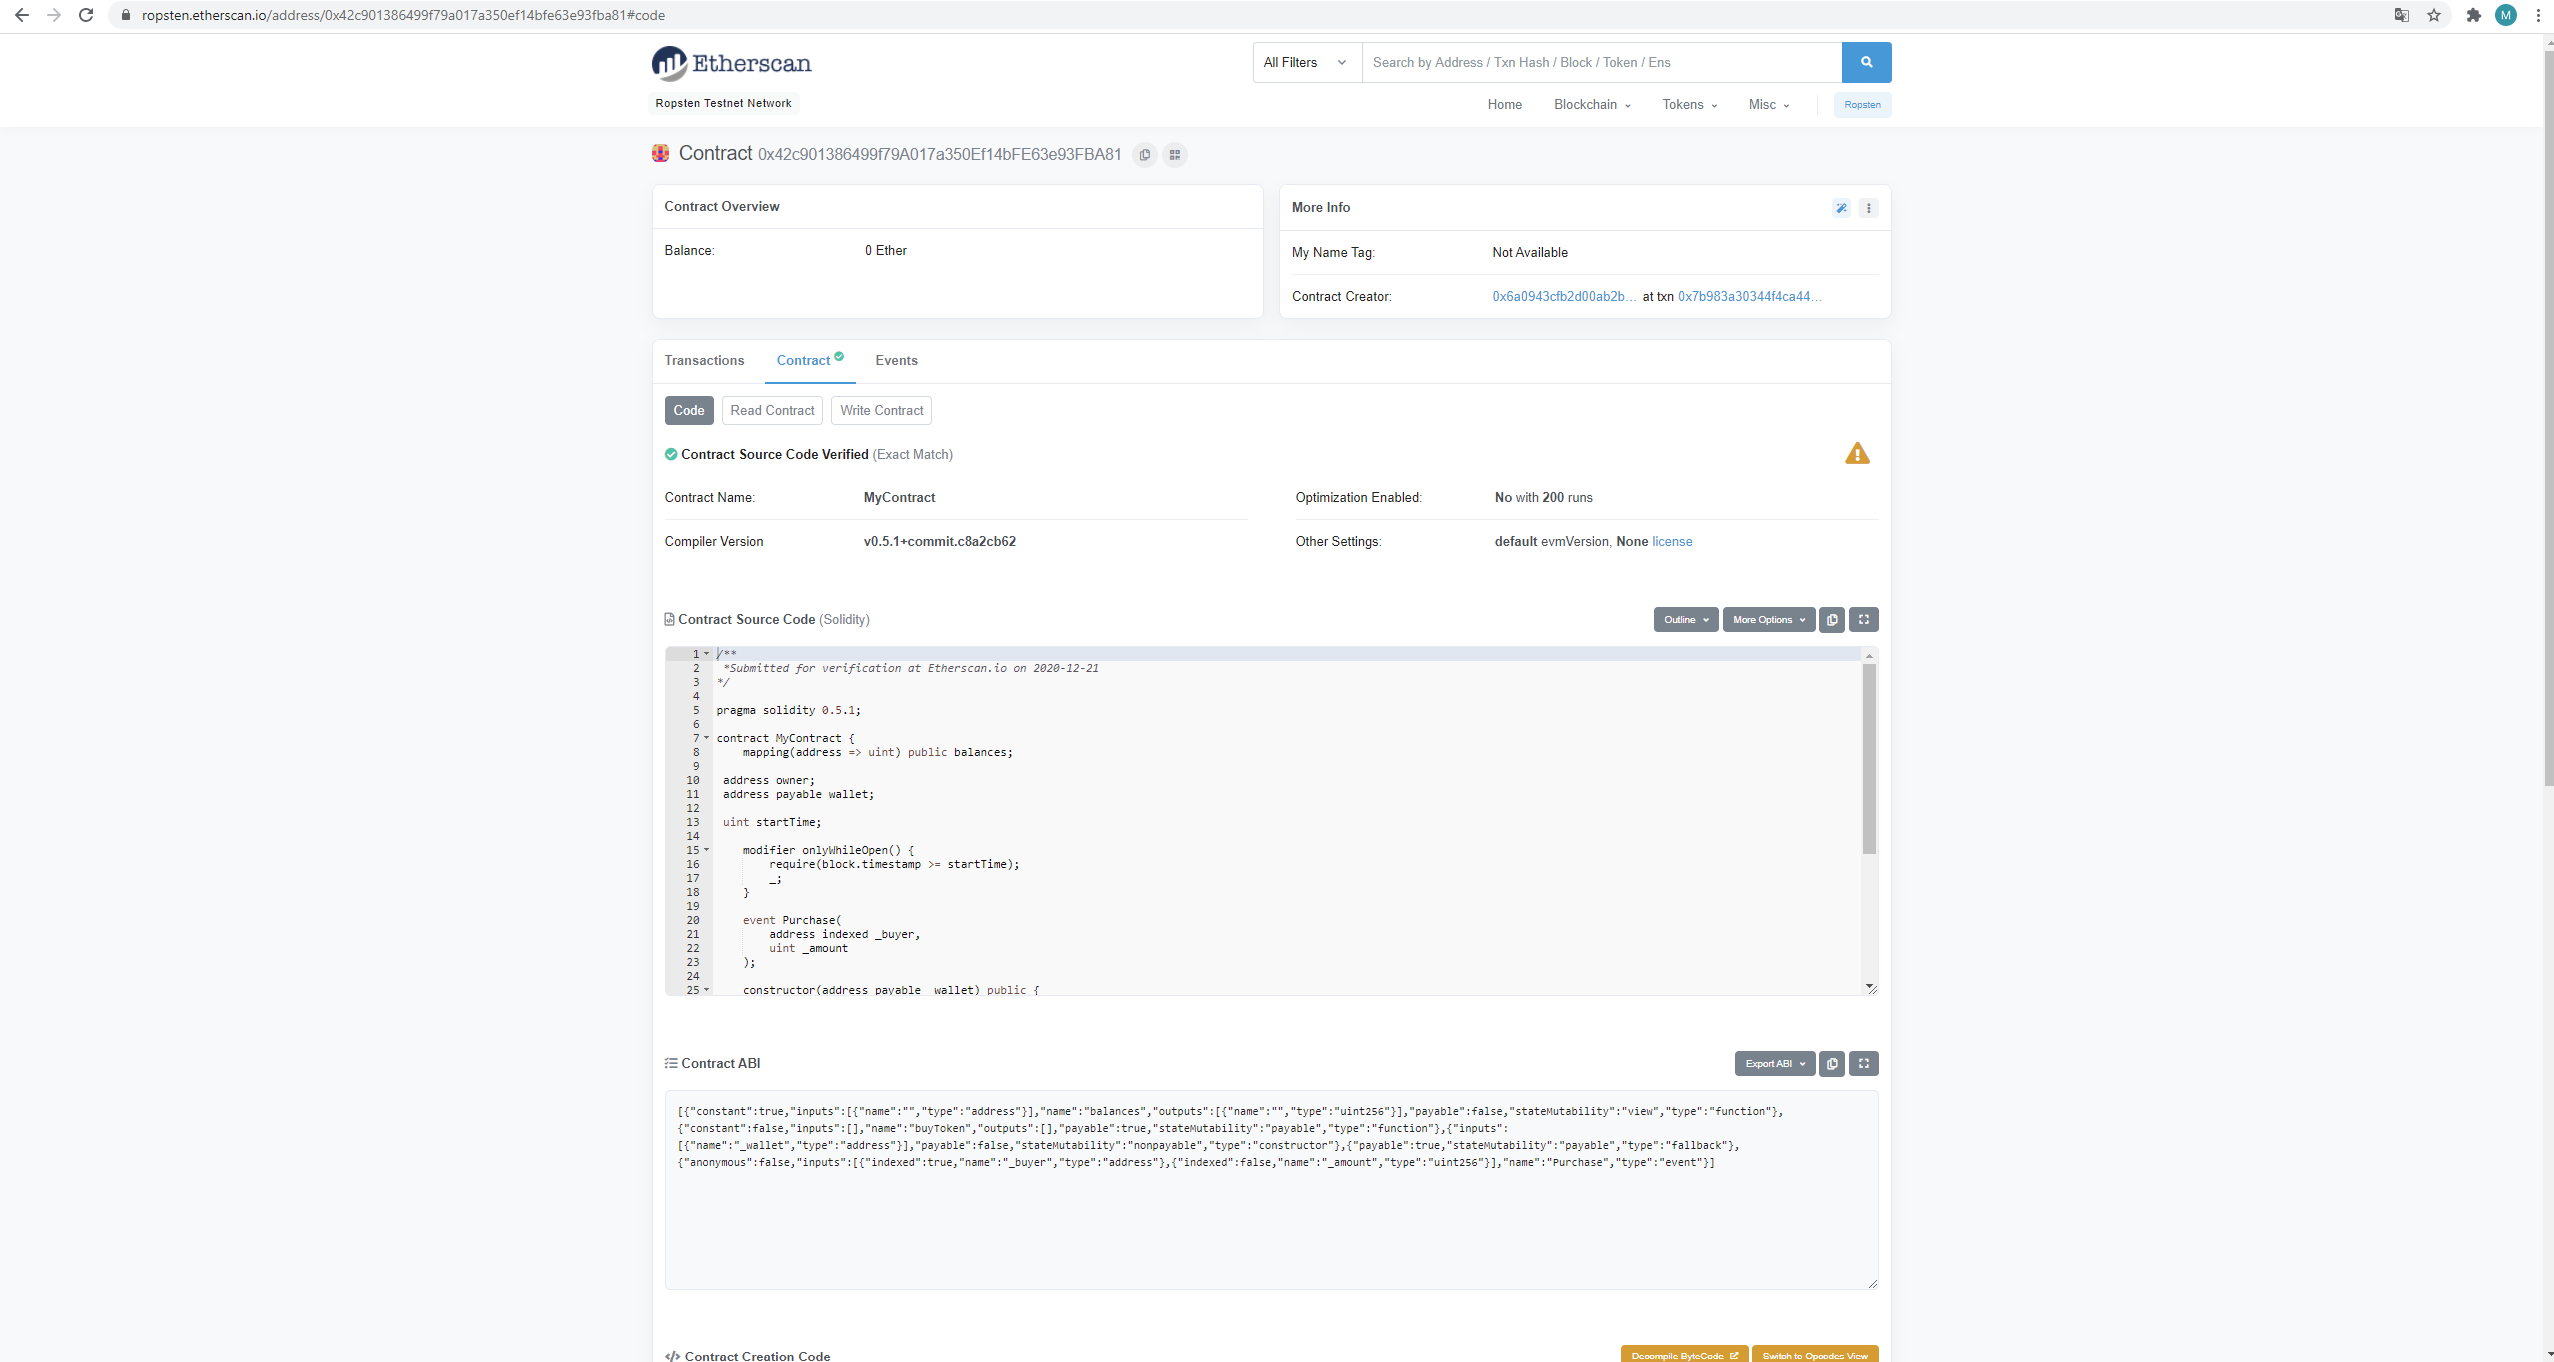 ropsten.etherscan.io/address/0x42c901386499f79a017a350ef14bfe63e93fba81#code
M
Etherscan
All Filters
Search by Address / Txn Hash / Block / Token / Ens
Ropsten Testnet Network
Home Blockchain Tokens Misc Ropsten
Contract 0x42c901386499f79A017a350Ef14bFE63e93FBA81
Contract Overview
Balance: 0 Ether
More Info
My Name Tag: Not Available
Contract Creator: 0x6a0943cfb2d00ab2b... at txn 0x7b983a30344f4ca44...
Transactions Contract Events
Code Read Contract Write Contract
Contract Source Code Verified (Exact Match)
Contract Name: MyContract
Optimization Enabled: No with 200 runs
Compiler Version v0.5.1+commit.c8a2cb62
Other Settings: default evmVersion, None license
Contract Source Code (Solidity)
Outline More Options
1 /**
2 *Submitted for verification at Etherscan.io on 2020-12-21
3 */
4
5 pragma solidity 0.5.1;
6
7 contract MyContract {
8 mapping(address => uint) public balances;
9
10 address owner;
11 address payable wallet;
12
13 uint startTime;
14
15 modifier onlyWhileOpen() {
16 require(block.timestamp >= startTime);
17 _;
18 }
19
20 event Purchase(
21 address indexed _buyer,
22 uint _amount
23 );
24
25 constructor(address payable _wallet) public {
Contract ABI
Export ABI
[{"constant":true,"inputs":[{"name":"","type":"address"}],"name":"balances","outputs":[{"name":"","type":"uint256"}],"payable":false,"stateMutability":"view","type":"function"},
{"constant":false,"inputs":[],"name":"buyToken","outputs":[],"payable":true,"stateMutability":"payable","type":"function"},{"inputs":
[{"name":"_wallet","type":"address"}],"payable":false,"stateMutability":"nonpayable","type":"constructor"},{"payable":true,"stateMutability":"payable","type":"fallback"},
{"anonymous":false,"inputs":[{"indexed":true,"name":"_buyer","type":"address"},{"indexed":false,"name":"_amount","type":"uint256"}],"name":"Purchase","type":"event"}]
Contract Creation Code
Decompile ByteCode Switch to Opcodes View